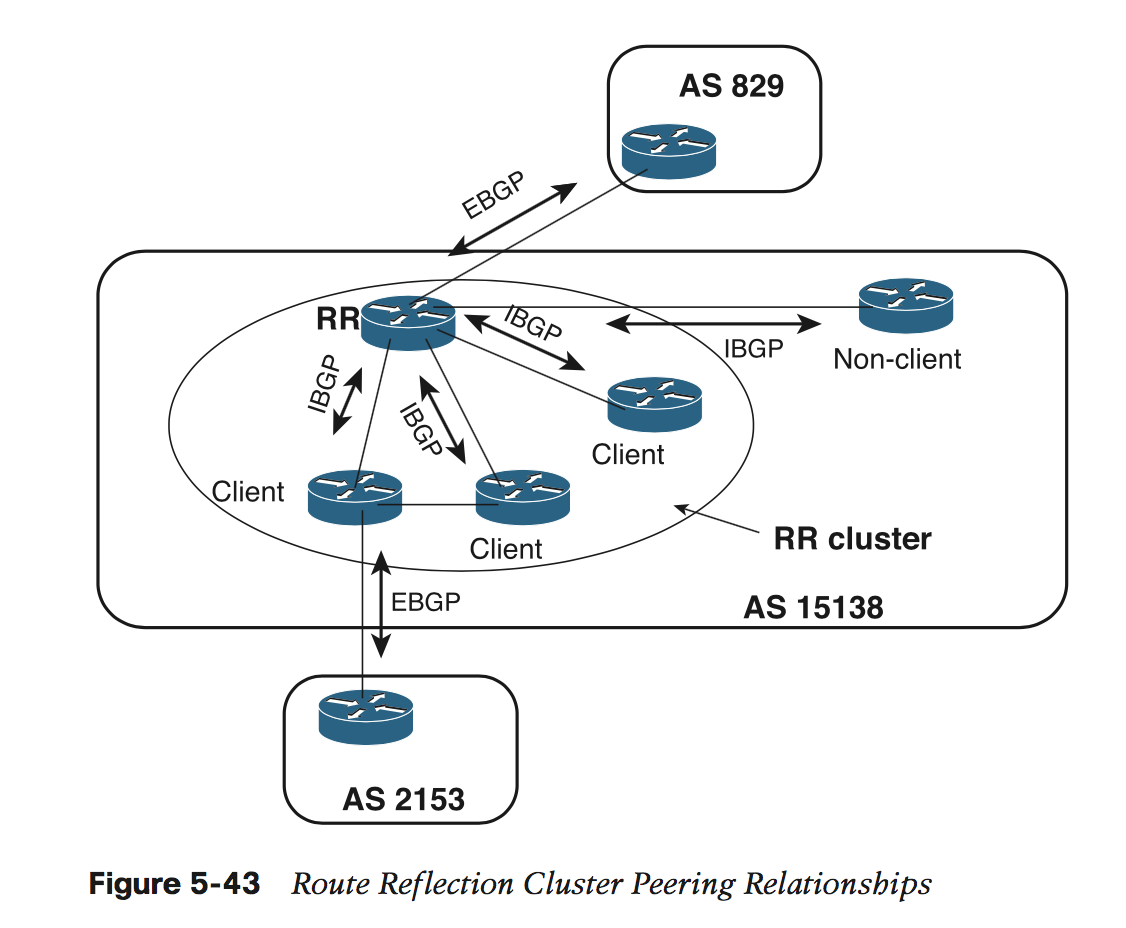 AS 829
EBGP
RR
IBGP
IBGP
Non-client
IBGP
IBGP
Client
Client
Client
RR cluster
EBGP
AS 15138
AS 2153
Figure 5-43 Route Reflection Cluster Peering Relationships